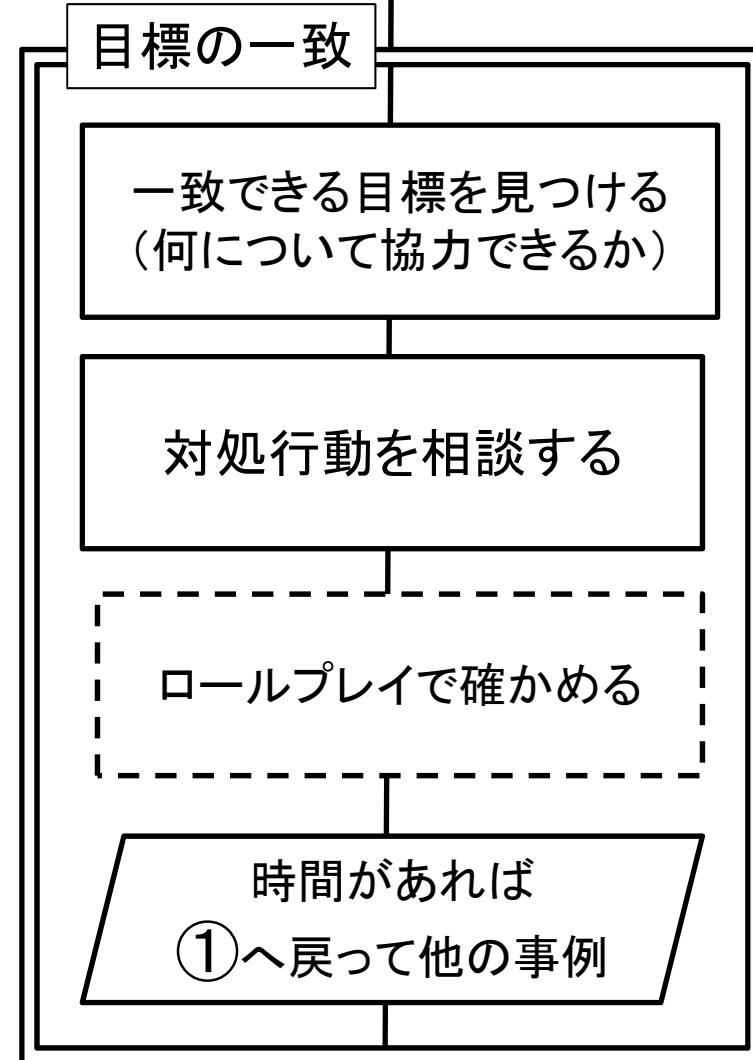 目標の一致
一致できる目標を見つける
（何について協力できるか）
対処行動を相談する
ロールプレイで確かめる
時間があれば
①へ戻って他の事例